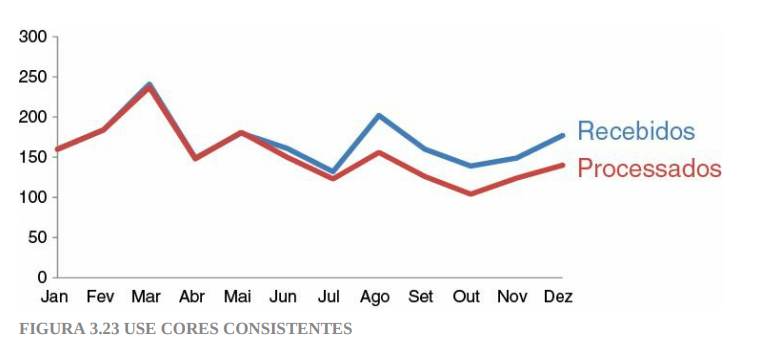 300
250
200
150
100
50
0
Recebidos
Processados
Jan Fev Mar Abr Mai Jun Jul Ago Set Out Nov Dez
FIGURA 3.23 USE CORES CONSISTENTES